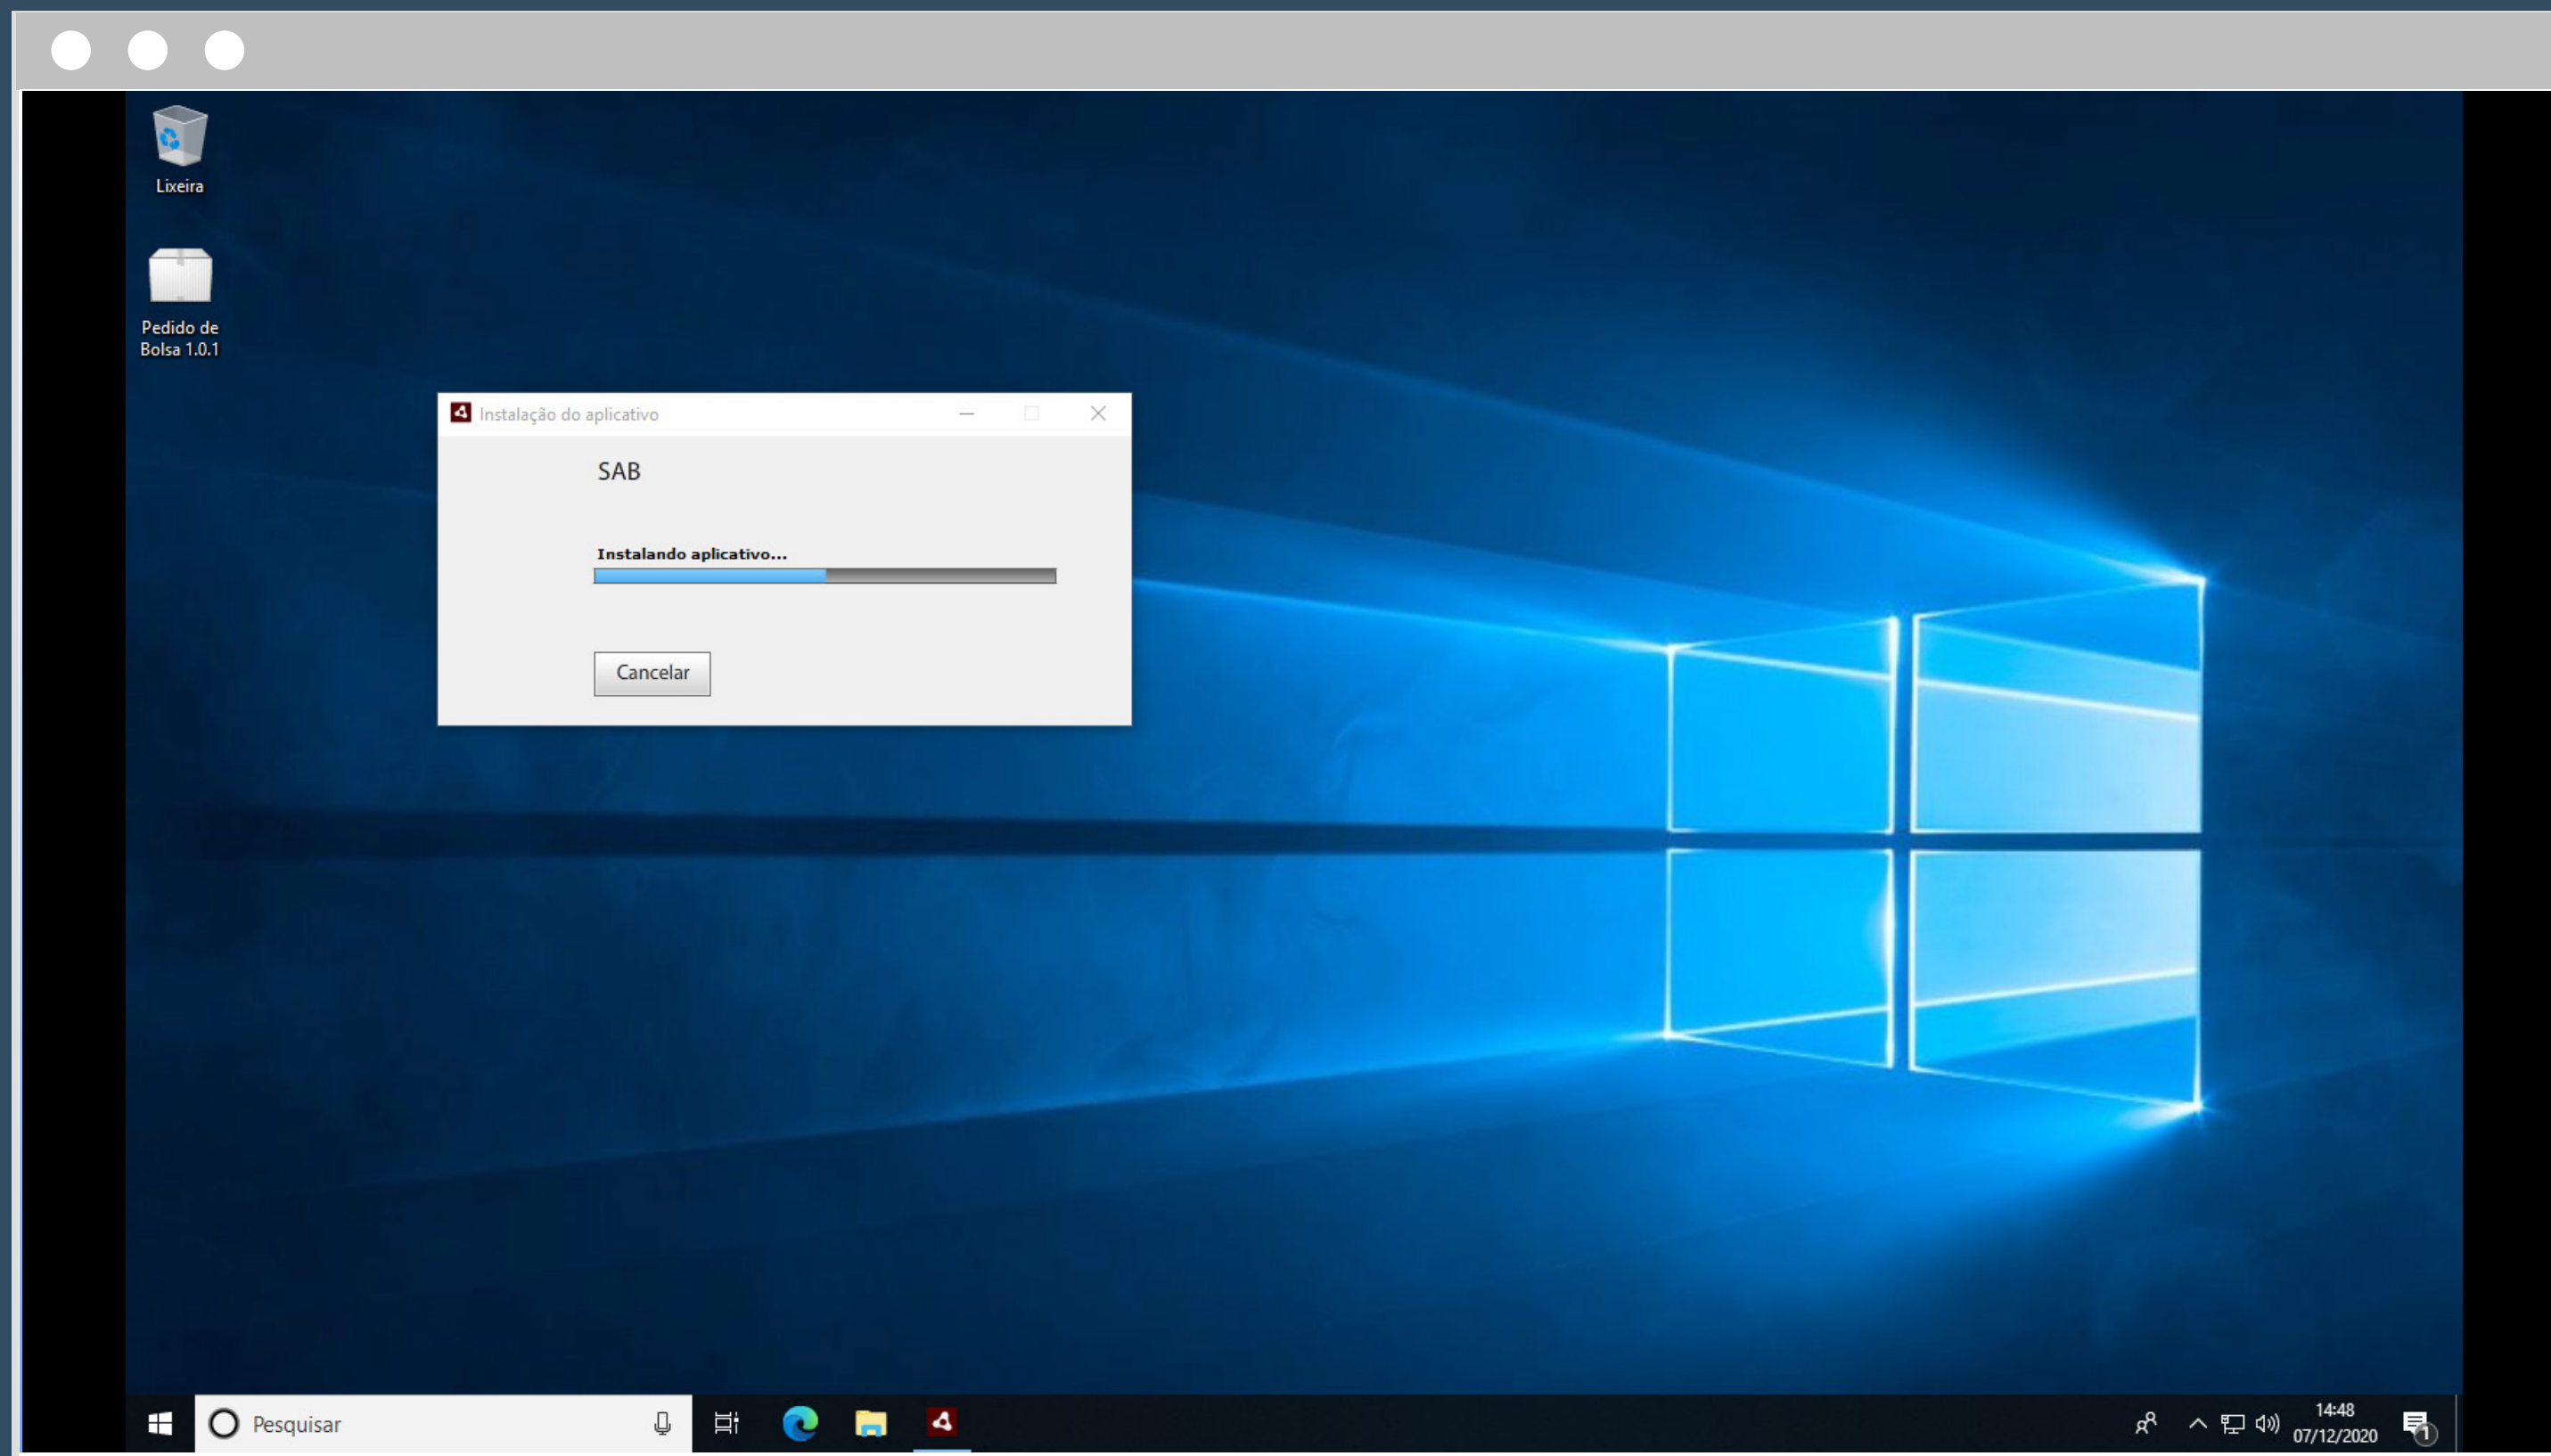 Lixeira
Pedido de
Bolsa 1.0.1
Instalação do aplicativo
SAB
Instalando aplicativo...
Cancelar
Pesquisar
14:48
07/12/2020
1